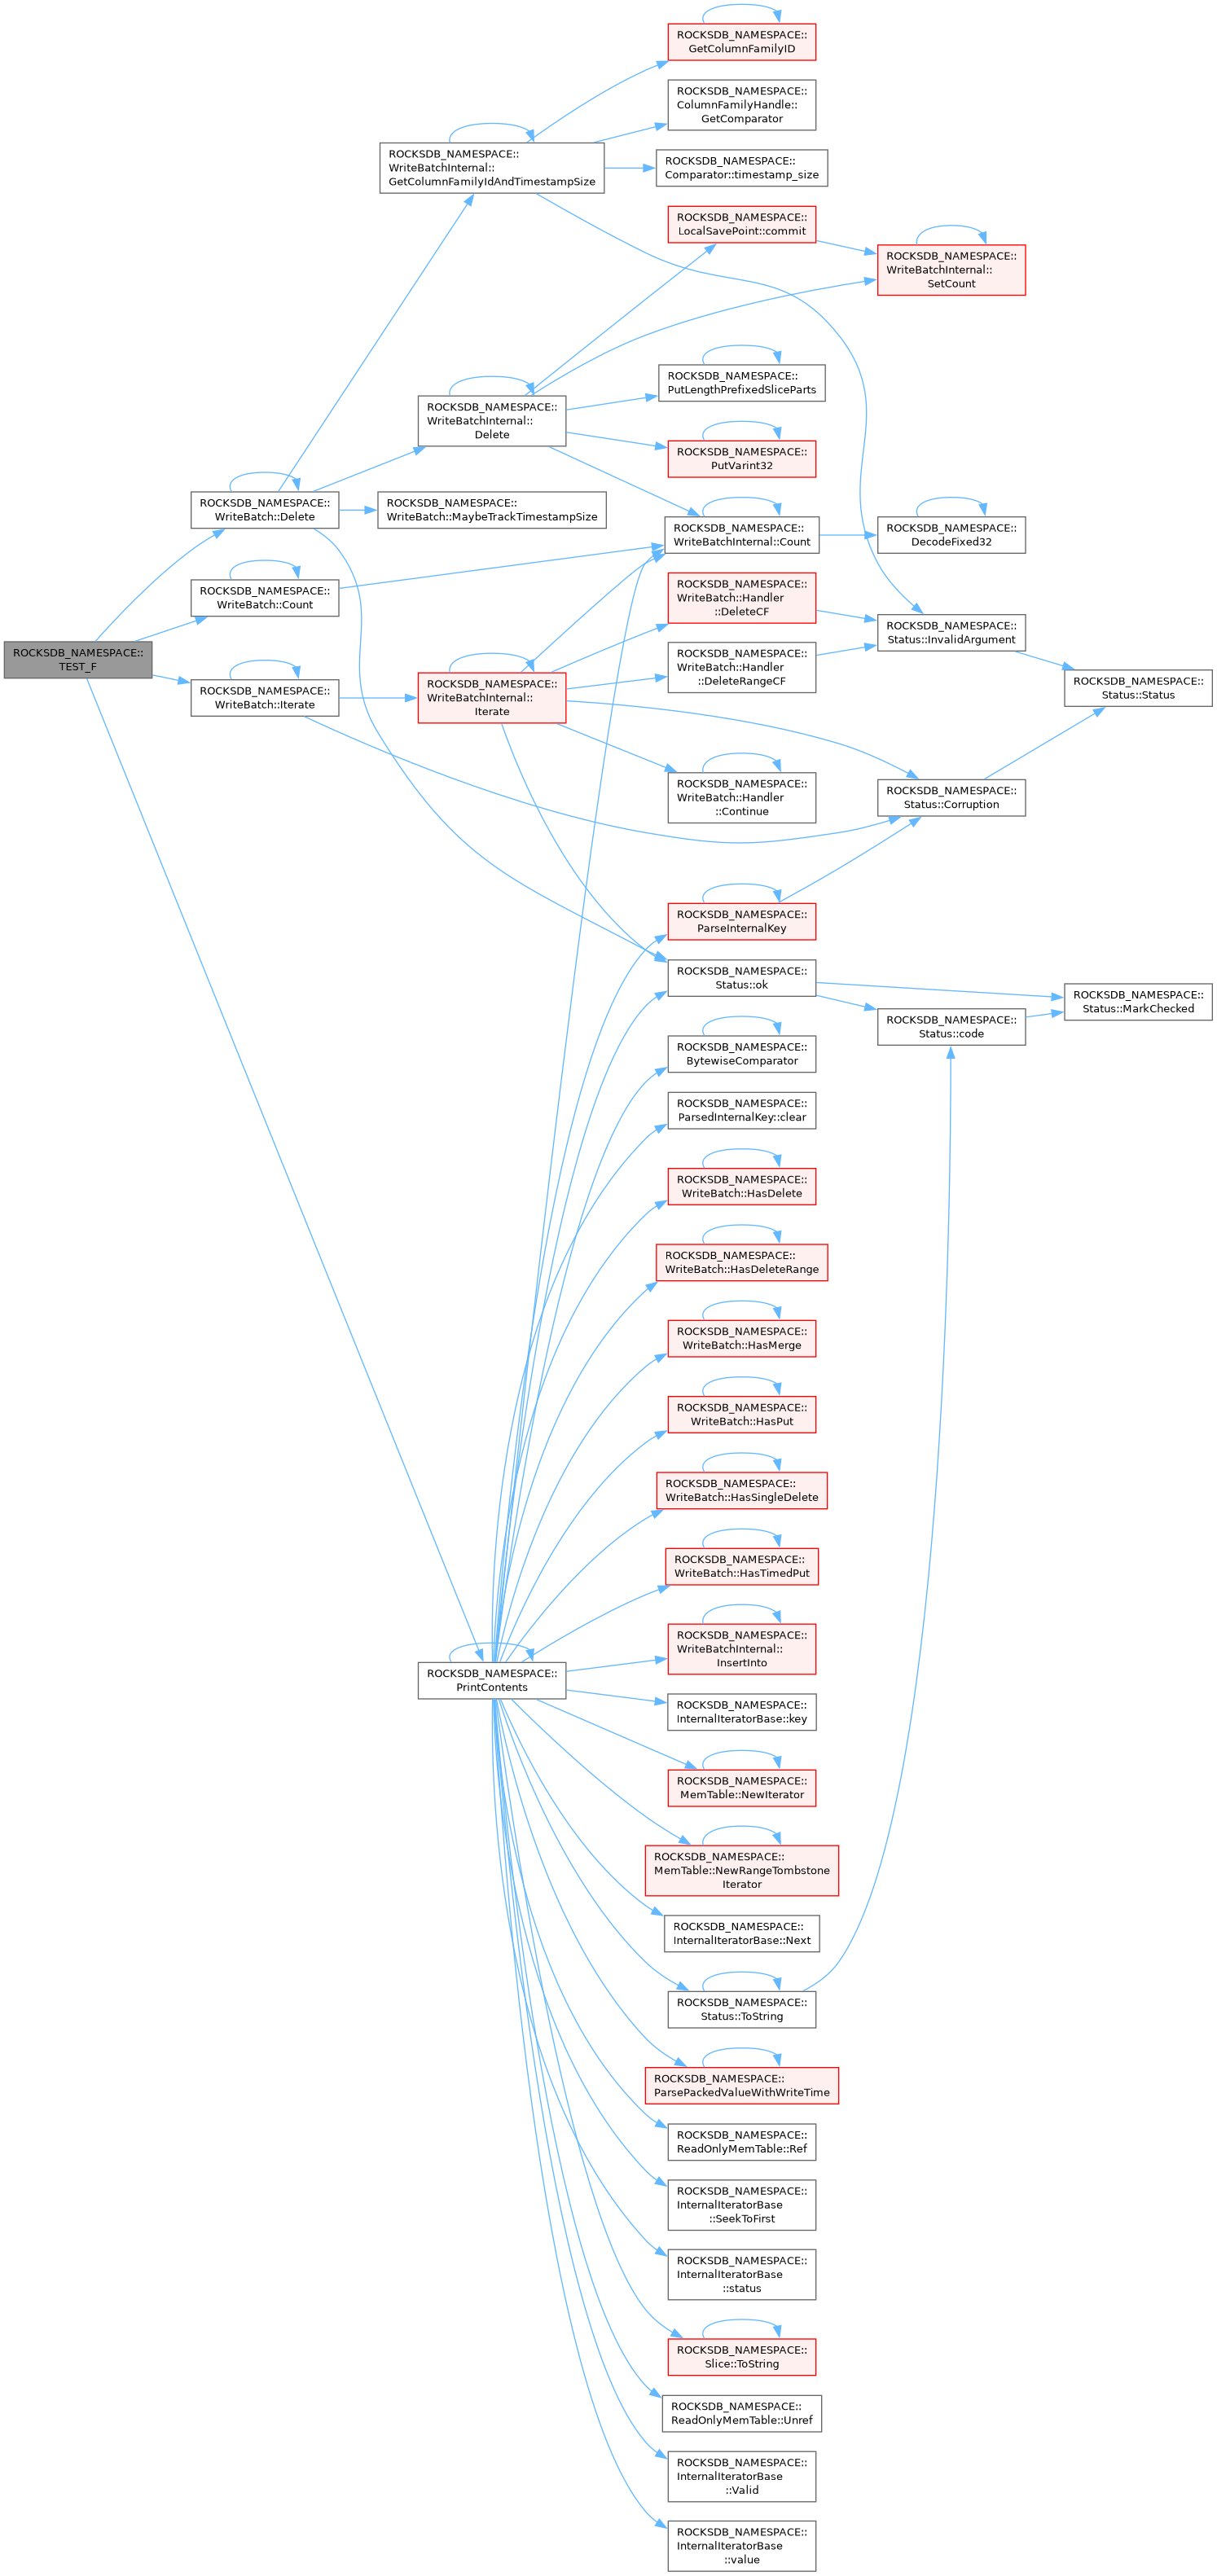 ROCKSDB_NAMESPACE::
TEST_F
ROCKSDB_NAMESPACE::
WriteBatch::Delete
ROCKSDB_NAMESPACE::
WriteBatch::Count
ROCKSDB_NAMESPACE::
WriteBatch::Iterate
ROCKSDB_NAMESPACE::
WriteBatchInternal::
GetColumnFamilyIdAndTimestampSize
ROCKSDB_NAMESPACE::
WriteBatchInternal::
Delete
ROCKSDB_NAMESPACE::
WriteBatch::MaybeTrackTimestampSize
ROCKSDB_NAMESPACE::
WriteBatchInternal::
Iterate
ROCKSDB_NAMESPACE::
PrintContents
ROCKSDB_NAMESPACE::
GetColumnFamilyID
ROCKSDB_NAMESPACE::
ColumnFamilyHandle::
GetComparator
ROCKSDB_NAMESPACE::
Comparator::timestamp_size
ROCKSDB_NAMESPACE::
LocalSavePoint::commit
ROCKSDB_NAMESPACE::
PutLengthPrefixedSliceParts
ROCKSDB_NAMESPACE::
PutVarint32
ROCKSDB_NAMESPACE::
WriteBatchInternal::Count
ROCKSDB_NAMESPACE::
WriteBatch::Handler
::DeleteCF
ROCKSDB_NAMESPACE::
WriteBatch::Handler
::DeleteRangeCF
ROCKSDB_NAMESPACE::
WriteBatch::Handler
::Continue
ROCKSDB_NAMESPACE::
ParseInternalKey
ROCKSDB_NAMESPACE::
Status::ok
ROCKSDB_NAMESPACE::
BytewiseComparator
ROCKSDB_NAMESPACE::
ParsedInternalKey::clear
ROCKSDB_NAMESPACE::
WriteBatch::HasDelete
ROCKSDB_NAMESPACE::
WriteBatch::HasDeleteRange
ROCKSDB_NAMESPACE::
WriteBatch::HasMerge
ROCKSDB_NAMESPACE::
WriteBatch::HasPut
ROCKSDB_NAMESPACE::
WriteBatch::HasSingleDelete
ROCKSDB_NAMESPACE::
WriteBatch::HasTimedPut
ROCKSDB_NAMESPACE::
WriteBatchInternal::
InsertInto
ROCKSDB_NAMESPACE::
InternalIteratorBase::key
ROCKSDB_NAMESPACE::
MemTable::NewIterator
ROCKSDB_NAMESPACE::
MemTable::NewRangeTombstone
Iterator
ROCKSDB_NAMESPACE::
InternalIteratorBase::Next
ROCKSDB_NAMESPACE::
Status::ToString
ROCKSDB_NAMESPACE::
ParsePackedValueWithWriteTime
ROCKSDB_NAMESPACE::
ReadOnlyMemTable::Ref
ROCKSDB_NAMESPACE::
InternalIteratorBase
::SeekToFirst
ROCKSDB_NAMESPACE::
InternalIteratorBase
::status
ROCKSDB_NAMESPACE::
Slice::ToString
ROCKSDB_NAMESPACE::
ReadOnlyMemTable::Unref
ROCKSDB_NAMESPACE::
InternalIteratorBase
::Valid
ROCKSDB_NAMESPACE::
InternalIteratorBase
::value
ROCKSDB_NAMESPACE::
WriteBatchInternal::
SetCount
ROCKSDB_NAMESPACE::
DecodeFixed32
ROCKSDB_NAMESPACE::
Status::InvalidArgument
ROCKSDB_NAMESPACE::
Status::Corruption
ROCKSDB_NAMESPACE::
Status::code
ROCKSDB_NAMESPACE::
Status::Status
ROCKSDB_NAMESPACE::
Status::MarkChecked